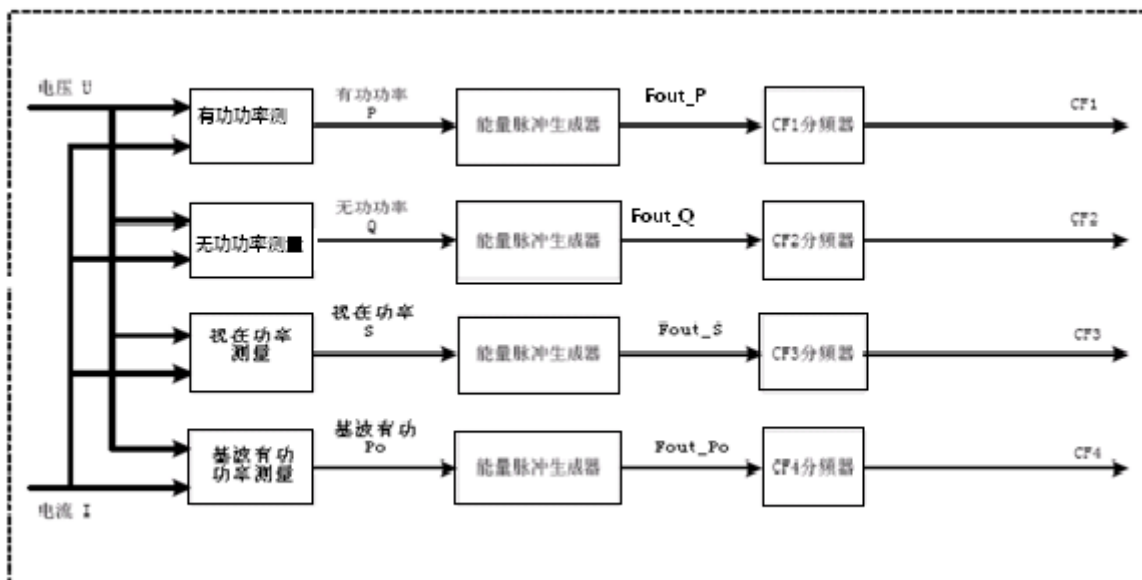 电压 U
有功功率测
有功功率
P
能量脉冲生成器
Fout_P
CF1分频器
CF1
无功功率测量
无功功率
Q
能量脉冲生成器
Fout_Q
CF2分频器
CF2
视在功率
测量
视在功率
S
能量脉冲生成器
Fout_S
CF3分频器
CF3
基波有功
功率测量
基波有功
Po
能量脉冲生成器
Fout_Po
CF4分频器
CF4
电流 I